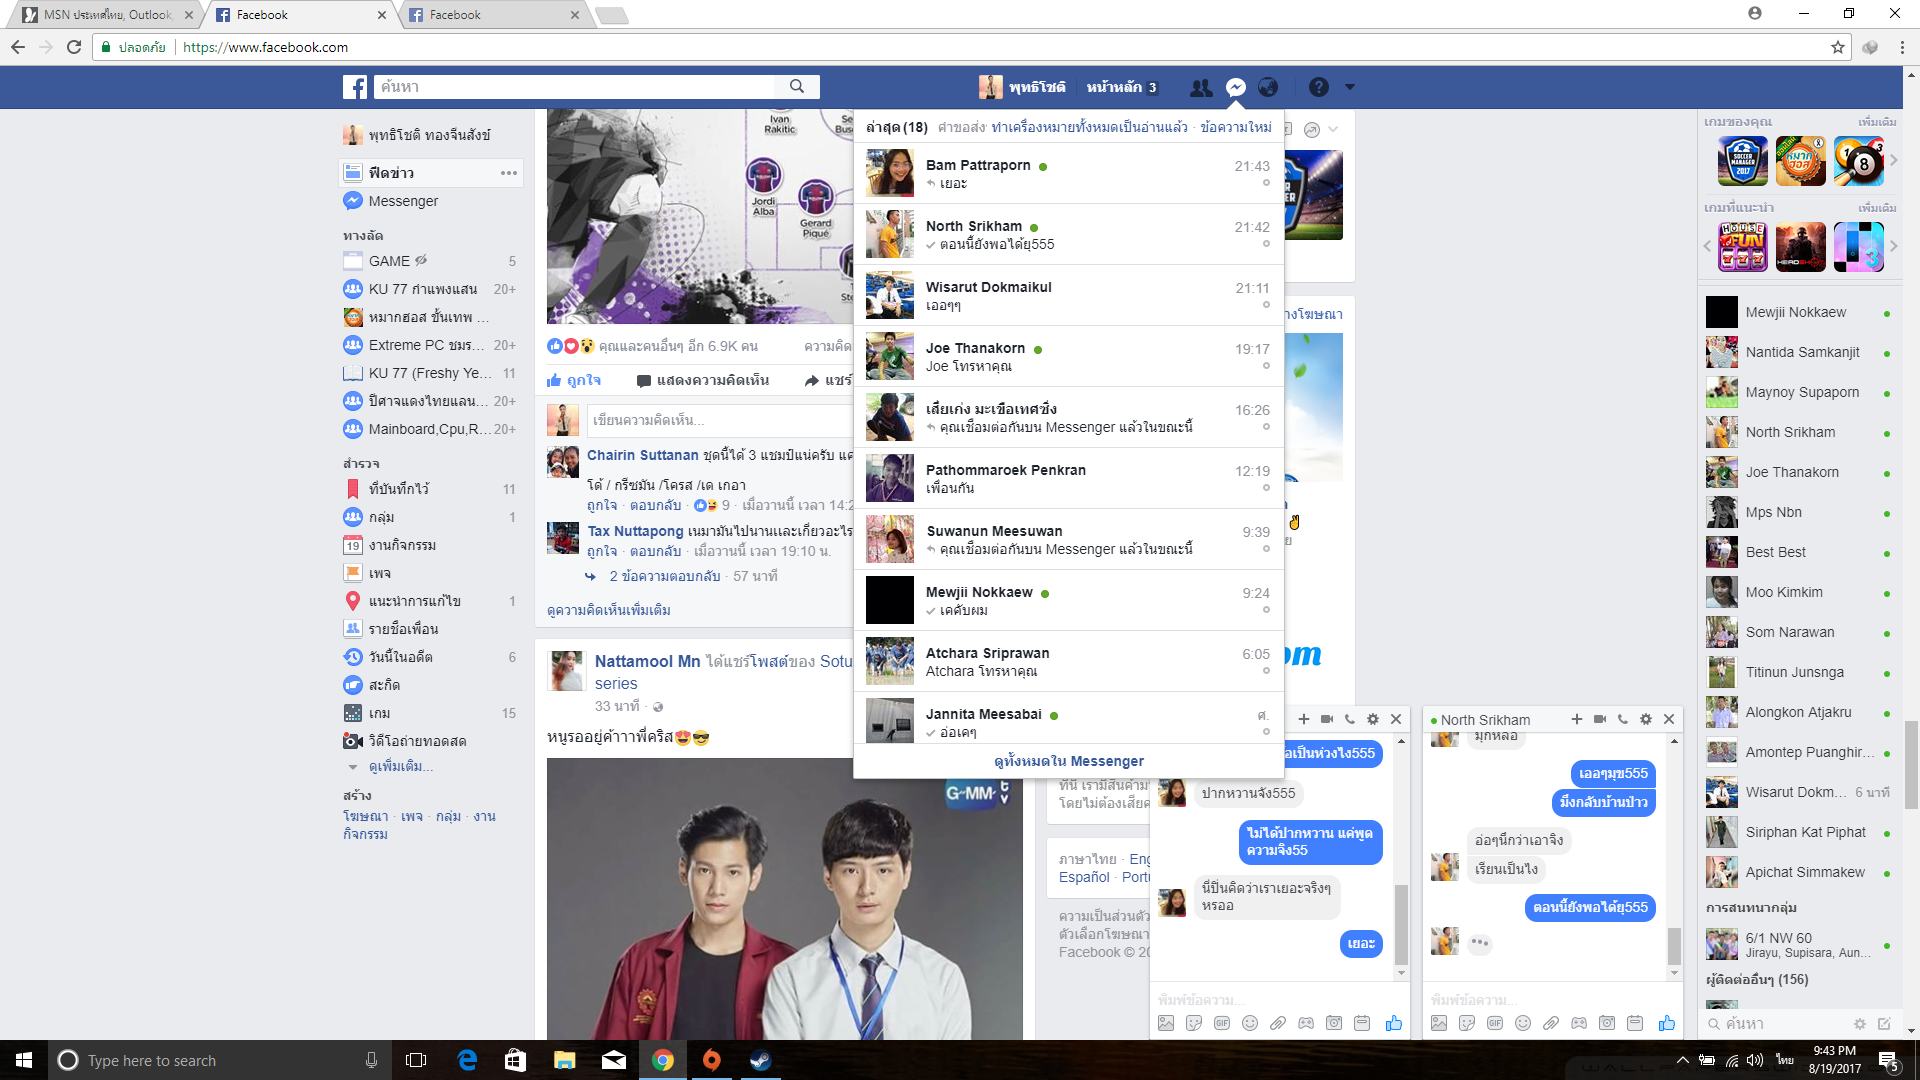 MSN ประเทศไทย, Outlook,
Facebook
Facebook
ปลอดภัย
https://www.facebook.com
ค้นหา
พุทธิโชติ
หน้าหลัก 3
พุทธิโชติ ทองจีนสังข์
ฟีดข่าว
Messenger
ทางลัด
GAME 5
KU 77 กำแพงแสน 20+
หมากฮอส ขั้นเทพ ...
Extreme PC ชมร... 20+
KU 77 (Freshy Ye... 11
ปีศาจแดงไทยแลน... 20+
Mainboard,Cpu,R... 20+
สำรวจ
ที่บันทึกไว้ 11
กลุ่ม 1
19 งานกิจกรรม
เพจ
แนะนำการแก้ไข 1
รายชื่อเพื่อน
วันนี้ในอดีต 6
สะกิด
เกม 15
วิดีโอถ่ายทอดสด
ดูเพิ่มเติม...
สร้าง
โฆษณา · เพจ · กลุ่ม · งาน
กิจกรรม
Ivan
Rakitic
Jordi
Alba
Gerard
Piqué
คุณและคนอื่นๆ อีก 6.9K คน
ความคิด
ถูกใจ
แสดงความคิดเห็น
แชร์
เขียนความคิดเห็น...
Chairin Suttanan ชุดนี้ได้ 3 แชมป์แน่ครับ
โด้ / กรีซมัน /โครส /เด เกอา
ถูกใจ · ตอบกลับ · 9 · เมื่อวานนี้ เวลา 14:2
Tax Nuttapong เนมามันไปนานและเกี่ยวอะไร
ถูกใจ · ตอบกลับ · เมื่อวานนี้ เวลา 19:10 น.
2 ข้อความตอบกลับ · 57 นาที
ดูความคิดเห็นเพิ่มเติม
Nattamool Mn ได้แชร์โพสต์ของ Sotu
series
33 นาที ·
หนูรออยู่ค้าาาพี่คริส😍😎
GMM tv
ล่าสุด (18)
คำขอส่ง
ทำเครื่องหมายทั้งหมดเป็นอ่านแล้ว · ข้อความใหม่
Bam Pattraporn 21:43
เยอะ
North Srikham 21:42
ตอนนี้ยังพอได้ยุ555
Wisarut Dokmaikul 21:11
เออๆๆ
Joe Thanakorn 19:17
Joe โทรหาคุณ
เสี่ยเก่ง มะเขือเทศซิ่ง 16:26
คุณเชื่อมต่อกันบน Messenger แล้วในขณะนี้
Pathommaroek Penkran 12:19
เพื่อนกัน
Suwanun Meesuwan 9:39
คุณเชื่อมต่อกันบน Messenger แล้วในขณะนี้
Mewjii Nokkaew 9:24
เคคับผม
Atchara Sriprawan 6:05
Atchara โทรหาคุณ
Jannita Meesabai ศ.
อ่อเคๆ
ดูทั้งหมดใน Messenger
ภาษาไทย
Español
ความเป็นส่วนตัว
ตัวเลือกโฆษณา
Facebook © 20
อเป็นห่วงไง555
ปากหวานจัง555
ไม่ได้ปากหวาน แค่พูด
ความจิง55
นี่ปิ่นคิดว่าเราเยอะจริงๆ
หรออ
เยอะ
พิมพ์ข้อความ...
GIF
North Srikham
มุกหลอ
เออๆมุข555
มึงกลับบ้านป่าว
อ่อๆนึกว่าเอาจิง
เรียนเป็นไง
ตอนนี้ยังพอได้ยุ555
พิมพ์ข้อความ...
GIF
เกมของคุณ เพิ่มเติม
SOCCER MANAGER 2017
หมากฮอส
8
3
เกมที่แนะนำ เพิ่มเติม
HOUSE OF FUN
777
HEADSHOT
3
Mewjii Nokkaew
Nantida Samkanjit
Maynoy Supaporn
North Srikham
Joe Thanakorn
Mps Nbn
Best Best
Moo Kimkim
Som Narawan
Titinun Junsnga
Alongkon Atjakru
Amontep Puanghir...
Wisarut Dokm... 6 นาที
Siriphan Kat Piphat
Apichat Simmakew
การสนทนากลุ่ม
6/1 NW 60
Jirayu, Supisara, Aun...
ผู้ติดต่ออื่นๆ (156)
ค้นหา
Type here to search
ไทย
9:43 PM
8/19/2017
5